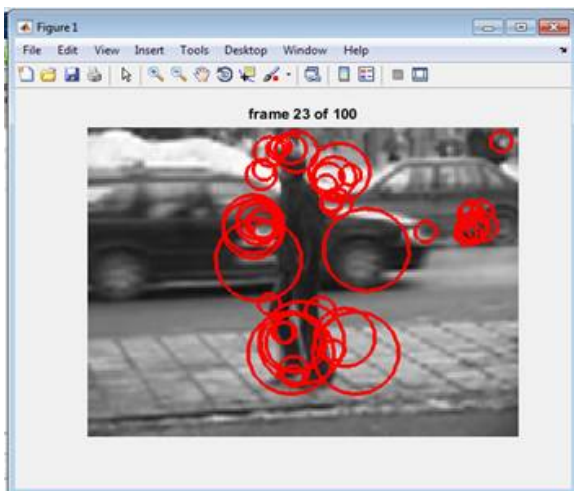 Figure 1
File Edit View Insert Tools Desktop Window Help
frame 23 of 100